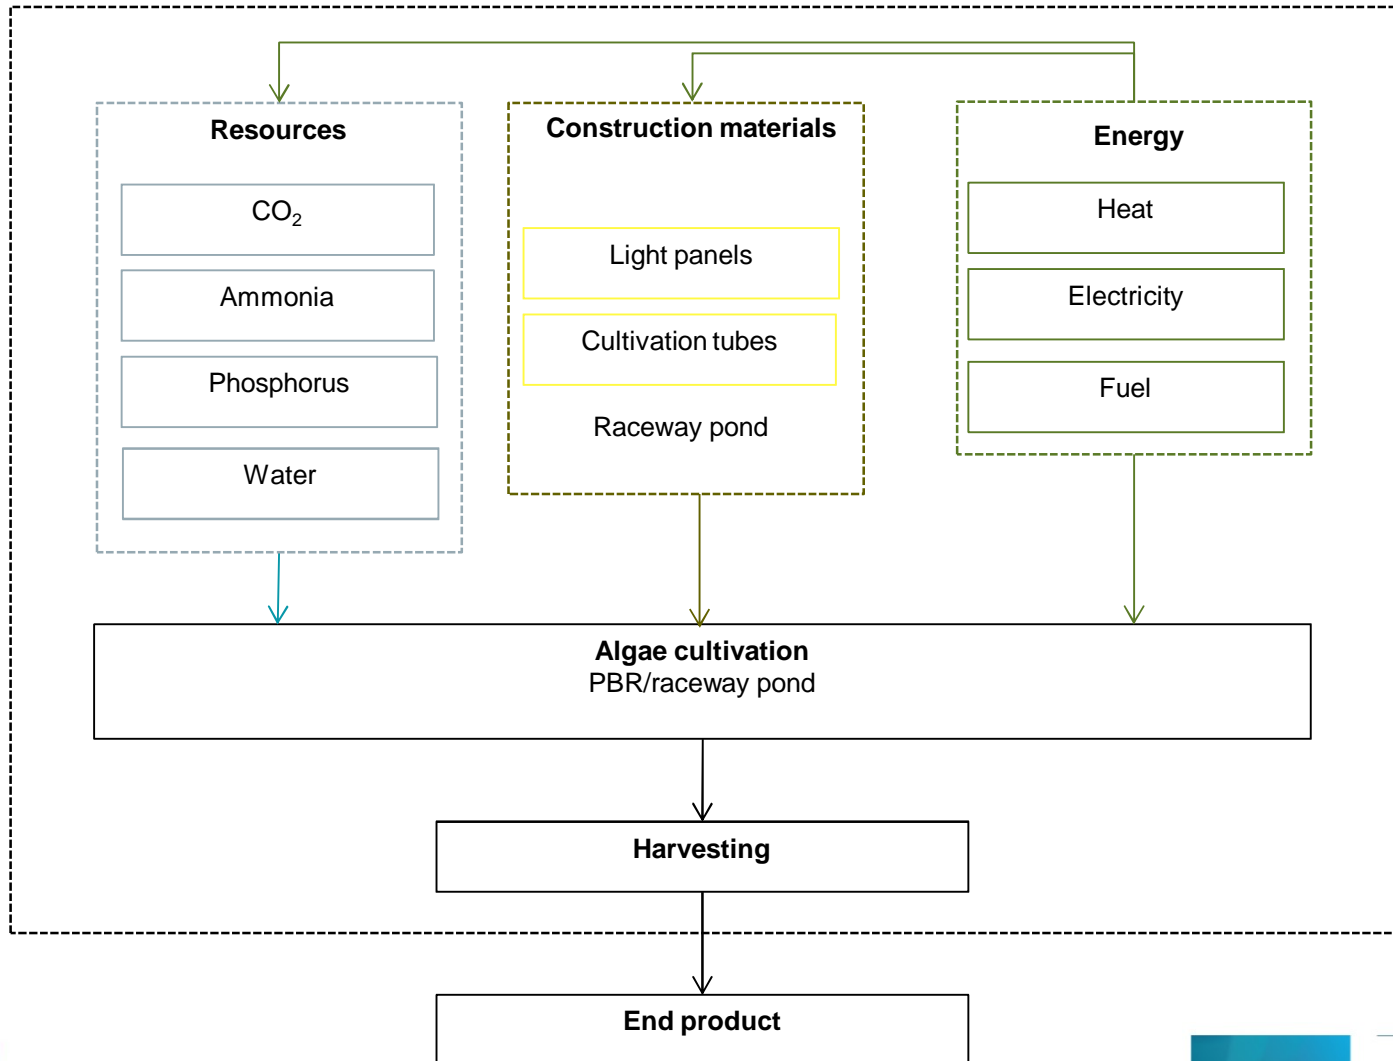 Resources
CO₂
Ammonia
Phosphorus
Water
Construction materials
Light panels
Cultivation tubes
Raceway pond
Energy
Heat
Electricity
Fuel
Algae cultivation
PBR/raceway pond
Harvesting
End product